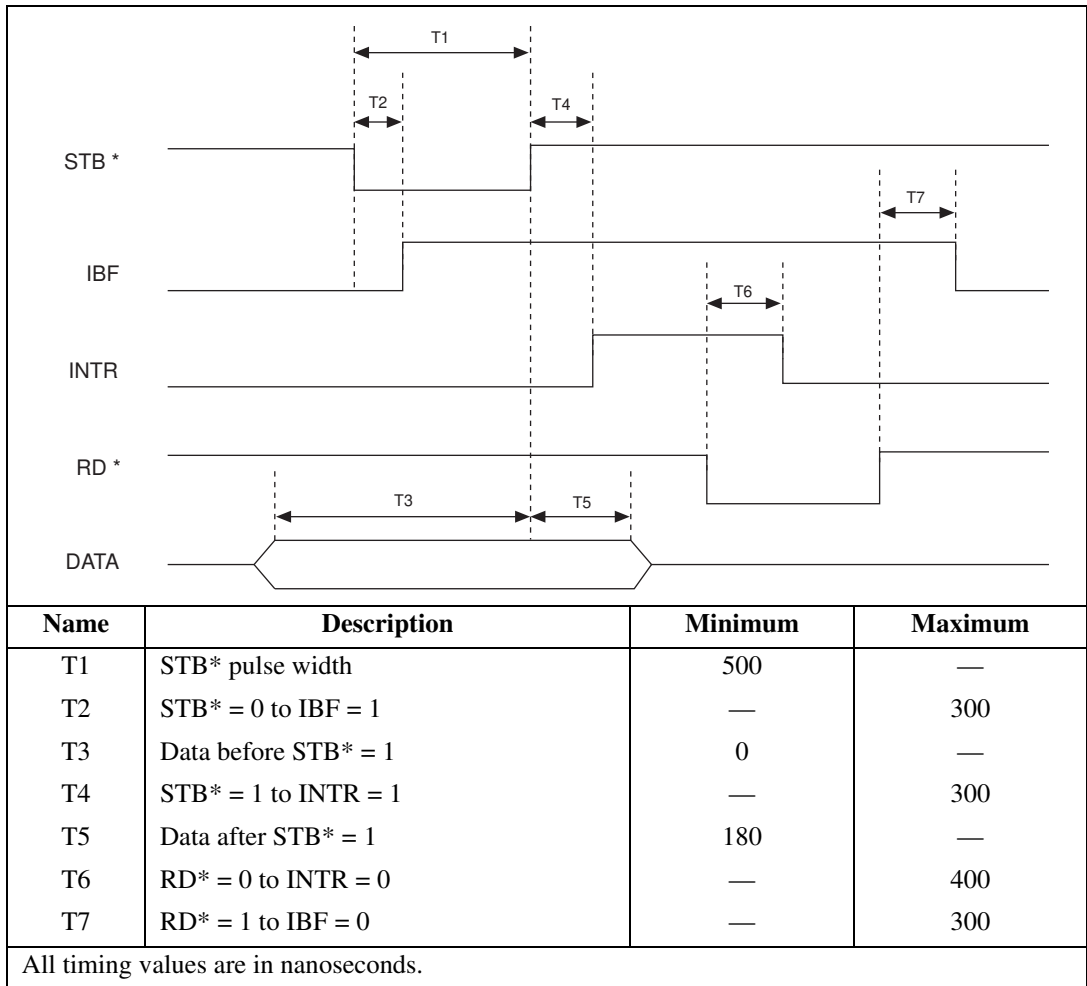 T1
T2
T4
STB *
T7
IBF
T6
INTR
RD *
T3
T5
DATA
Name Description Minimum Maximum
T1 STB* pulse width 500 —
T2 STB* = 0 to IBF = 1 — 300
T3 Data before STB* = 1 0 —
T4 STB* = 1 to INTR = 1 — 300
T5 Data after STB* = 1 180 —
T6 RD* = 0 to INTR = 0 — 400
T7 RD* = 1 to IBF = 0 — 300
All timing values are in nanoseconds.